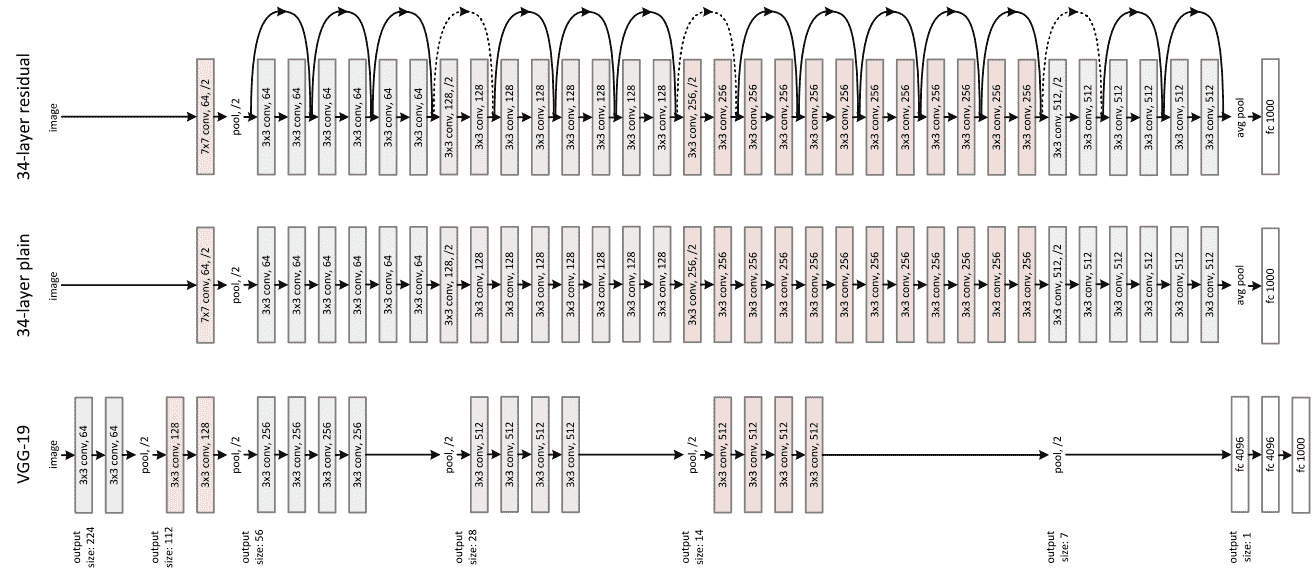 34-layer residual
image
7x7 conv, 64, /2
pool, /2
3x3 conv, 64
3x3 conv, 64
3x3 conv, 64
3x3 conv, 64
3x3 conv, 64
3x3 conv, 64
3x3 conv, 128, /2
3x3 conv, 128
3x3 conv, 128
3x3 conv, 128
3x3 conv, 128
3x3 conv, 128
3x3 conv, 128
3x3 conv, 128
3x3 conv, 256, /2
3x3 conv, 256
3x3 conv, 256
3x3 conv, 256
3x3 conv, 256
3x3 conv, 256
3x3 conv, 256
3x3 conv, 256
3x3 conv, 256
3x3 conv, 256
3x3 conv, 256
3x3 conv, 256
3x3 conv, 512, /2
3x3 conv, 512
3x3 conv, 512
3x3 conv, 512
3x3 conv, 512
3x3 conv, 512
avg pool
fc 1000
34-layer plain
image
7x7 conv, 64, /2
pool, /2
3x3 conv, 64
3x3 conv, 64
3x3 conv, 64
3x3 conv, 64
3x3 conv, 64
3x3 conv, 64
3x3 conv, 128, /2
3x3 conv, 128
3x3 conv, 128
3x3 conv, 128
3x3 conv, 128
3x3 conv, 128
3x3 conv, 128
3x3 conv, 128
3x3 conv, 256, /2
3x3 conv, 256
3x3 conv, 256
3x3 conv, 256
3x3 conv, 256
3x3 conv, 256
3x3 conv, 256
3x3 conv, 256
3x3 conv, 256
3x3 conv, 256
3x3 conv, 256
3x3 conv, 256
3x3 conv, 512, /2
3x3 conv, 512
3x3 conv, 512
3x3 conv, 512
3x3 conv, 512
3x3 conv, 512
avg pool
fc 1000
VGG-19
image
3x3 conv, 64
3x3 conv, 64
pool, /2
3x3 conv, 128
3x3 conv, 128
pool, /2
3x3 conv, 256
3x3 conv, 256
3x3 conv, 256
3x3 conv, 256
pool, /2
3x3 conv, 512
3x3 conv, 512
3x3 conv, 512
3x3 conv, 512
pool, /2
3x3 conv, 512
3x3 conv, 512
3x3 conv, 512
3x3 conv, 512
pool, /2
fc 4096
fc 4096
fc 1000
output
size: 224
output
size: 112
output
size: 56
output
size: 28
output
size: 14
output
size: 7
output
size: 1